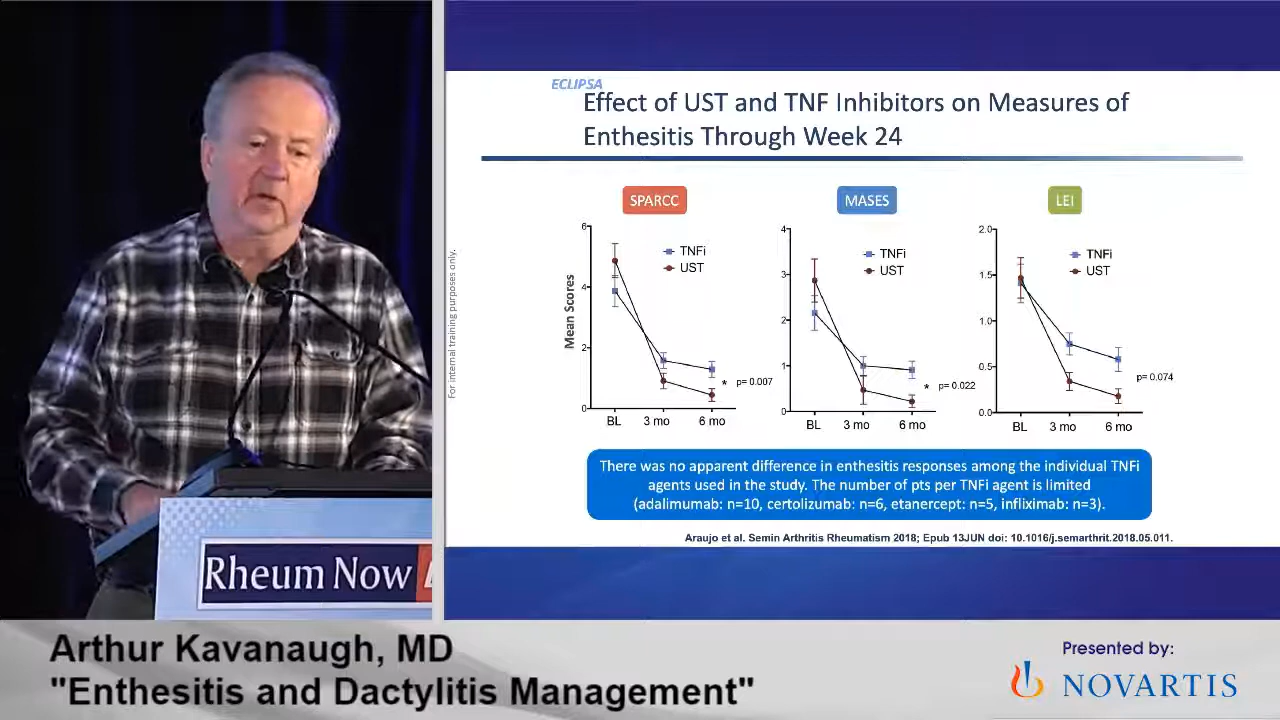 ECLIPSA
Effect of UST and TNF Inhibitors on Measures of
Enthesitis Through Week 24
SPARCC
MASES
LEI
6
4
2
0
Mean Scores
TNFi
UST
* p= 0.007
BL 3 mo 6 mo
4
3
2
1
0
TNFi
UST
* p= 0.022
BL 3 mo 6 mo
2.0
1.5
1.0
0.5
0.0
TNFi
UST
p= 0.074
BL 3 mo 6 mo
For internal training purposes only.
There was no apparent difference in enthesitis responses among the individual TNFi
agents used in the study. The number of pts per TNFi agent is limited
(adalimumab: n=10, certolizumab: n=6, etanercept: n=5, infliximab: n=3).
Araujo et al. Semin Arthritis Rheumatism 2018; Epub 13JUN doi: 10.1016/j.semarthrit.2018.05.011.
Rheum Now
Arthur Kavanaugh, MD
"Enthesitis and Dactylitis Management"
Presented by:
NOVARTIS